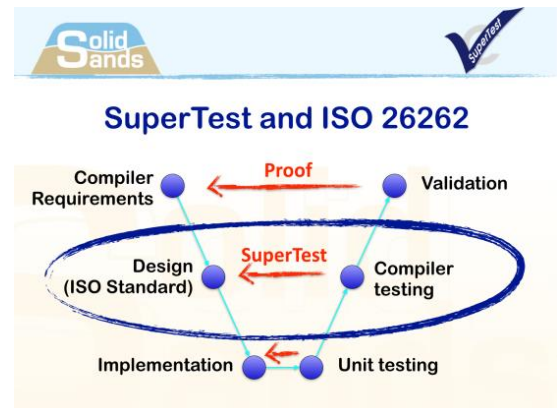 Solid
Sands
SuperTest
SuperTest and ISO 26262
Compiler
Requirements
Proof
Validation
Design
(ISO Standard)
SuperTest
Compiler
testing
Implementation
Unit testing